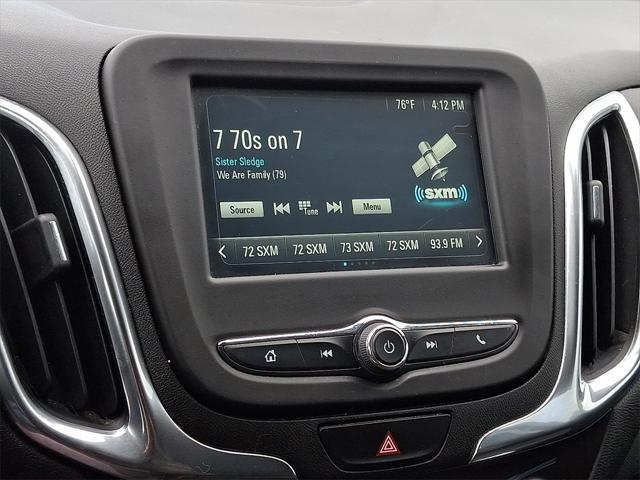 76°F 4:12 PM
7 70s on 7
Sister Sledge
We Are Family (79)
sxm
Source Tune Menu
72 SXM 72 SXM 73 SXM 72 SXM 93.9 FM